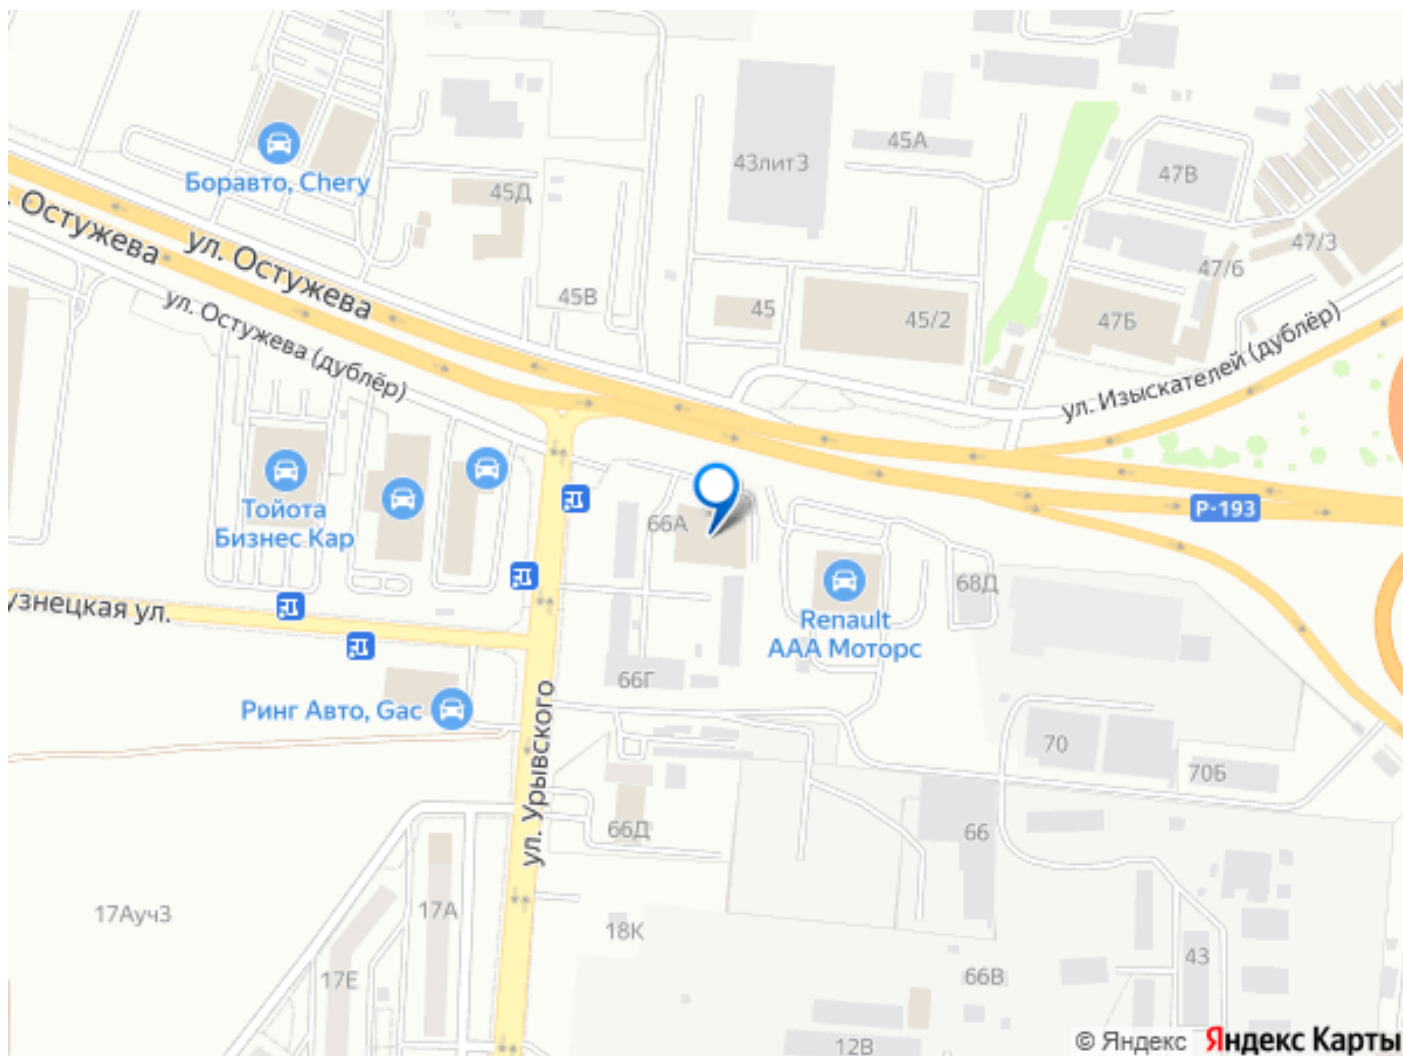 45А
43лит3
47В
Боравто, Chery
45Д
47/3
ул. Остужева
. Остужева
47/6
45В
ул. Остужева (дублёр)
45
45/2
47Б
ул. Изыскателей (дублёр)
Тойота
Бизнес Кар
Р-193
66А
68Д
узнецкая ул.
Renault
ААА Моторс
66Г
Ринг Авто, Gac
ул. Урывского
70
70Б
66
66Д
17Ауч3
17А
18К
43
17Е
66В
12В
© Яндекс Яндекс Карты